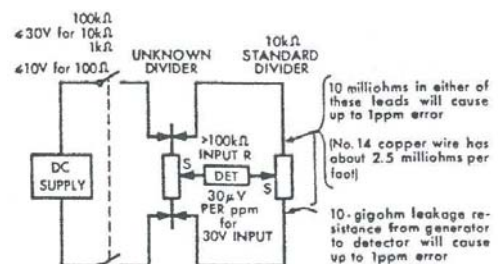 100kΩ
≤30V for 10kΩ
1kΩ
≤10V for 100Ω
UNKNOWN
DIVIDER
10kΩ
STANDARD
DIVIDER
DC
SUPPLY
>100kΩ
INPUT R
S
DET
S
30μV
PER ppm
for
30V INPUT
10 milliohms in either of
these leads will cause
up to 1ppm error
(No. 14 copper wire has
about 2.5 milliohms per
foot)
10-gigohm leakage re-
sistance from generator
to detector will cause
up to 1ppm error